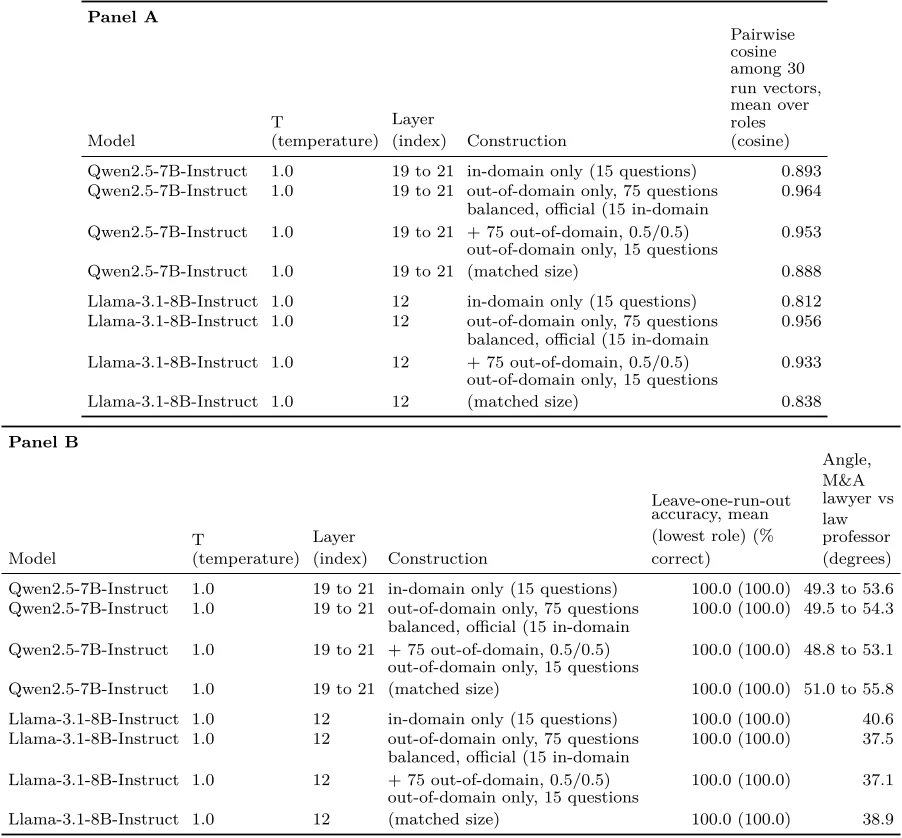 Panel A
Pairwise
cosine
among 30
run vectors,
mean over
T Layer roles
Model (temperature) (index) Construction (cosine)
Qwen2.5-7B-Instruct 1.0 19 to 21 in-domain only (15 questions) 0.893
Qwen2.5-7B-Instruct 1.0 19 to 21 out-of-domain only, 75 questions 0.964
balanced, official (15 in-domain
Qwen2.5-7B-Instruct 1.0 19 to 21 + 75 out-of-domain, 0.5/0.5) 0.953
out-of-domain only, 15 questions
Qwen2.5-7B-Instruct 1.0 19 to 21 (matched size) 0.888
Llama-3.1-8B-Instruct 1.0 12 in-domain only (15 questions) 0.812
Llama-3.1-8B-Instruct 1.0 12 out-of-domain only, 75 questions 0.956
balanced, official (15 in-domain
Llama-3.1-8B-Instruct 1.0 12 + 75 out-of-domain, 0.5/0.5) 0.933
out-of-domain only, 15 questions
Llama-3.1-8B-Instruct 1.0 12 (matched size) 0.838
Panel B
Angle,
M&A
Leave-one-run-out lawyer vs
accuracy, mean law
T Layer (lowest role) (% professor
Model (temperature) (index) Construction correct) (degrees)
Qwen2.5-7B-Instruct 1.0 19 to 21 in-domain only (15 questions) 100.0 (100.0) 49.3 to 53.6
Qwen2.5-7B-Instruct 1.0 19 to 21 out-of-domain only, 75 questions 100.0 (100.0) 49.5 to 54.3
balanced, official (15 in-domain
Qwen2.5-7B-Instruct 1.0 19 to 21 + 75 out-of-domain, 0.5/0.5) 100.0 (100.0) 48.8 to 53.1
out-of-domain only, 15 questions
Qwen2.5-7B-Instruct 1.0 19 to 21 (matched size) 100.0 (100.0) 51.0 to 55.8
Llama-3.1-8B-Instruct 1.0 12 in-domain only (15 questions) 100.0 (100.0) 40.6
Llama-3.1-8B-Instruct 1.0 12 out-of-domain only, 75 questions 100.0 (100.0) 37.5
balanced, official (15 in-domain
Llama-3.1-8B-Instruct 1.0 12 + 75 out-of-domain, 0.5/0.5) 100.0 (100.0) 37.1
out-of-domain only, 15 questions
Llama-3.1-8B-Instruct 1.0 12 (matched size) 100.0 (100.0) 38.9